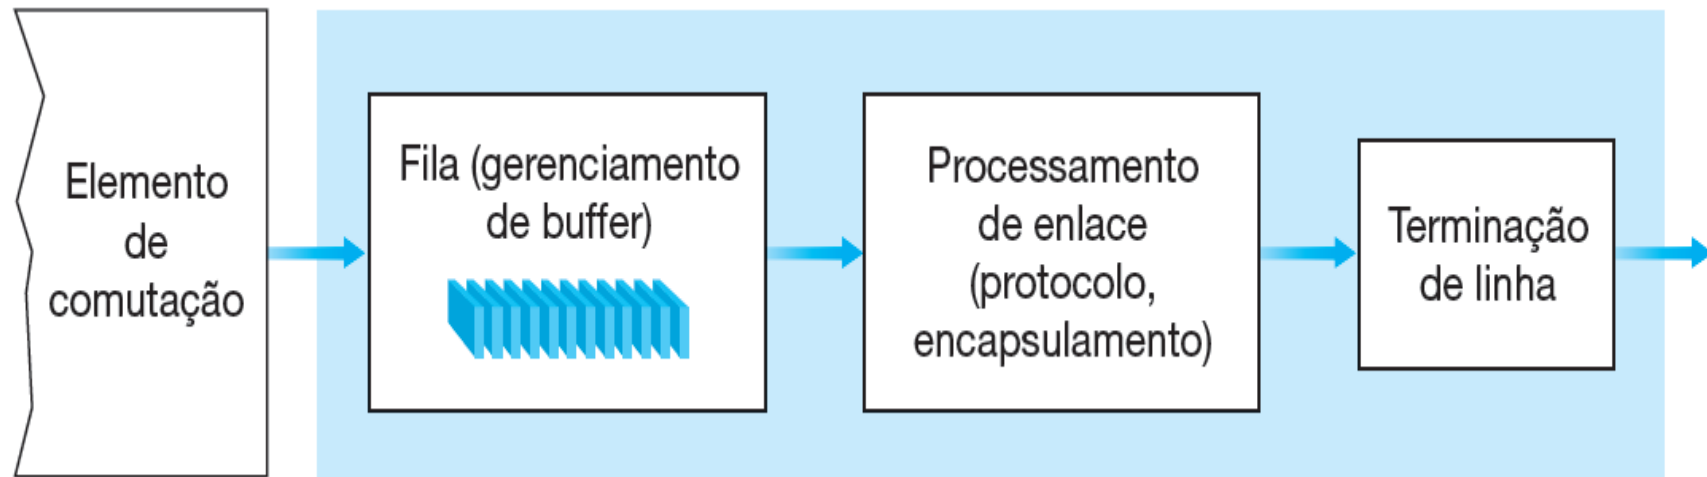 Elemento
de
comutação
Fila (gerenciamento
de buffer)
Processamento
de enlace
(protocolo,
encapsulamento)
Terminação
de linha